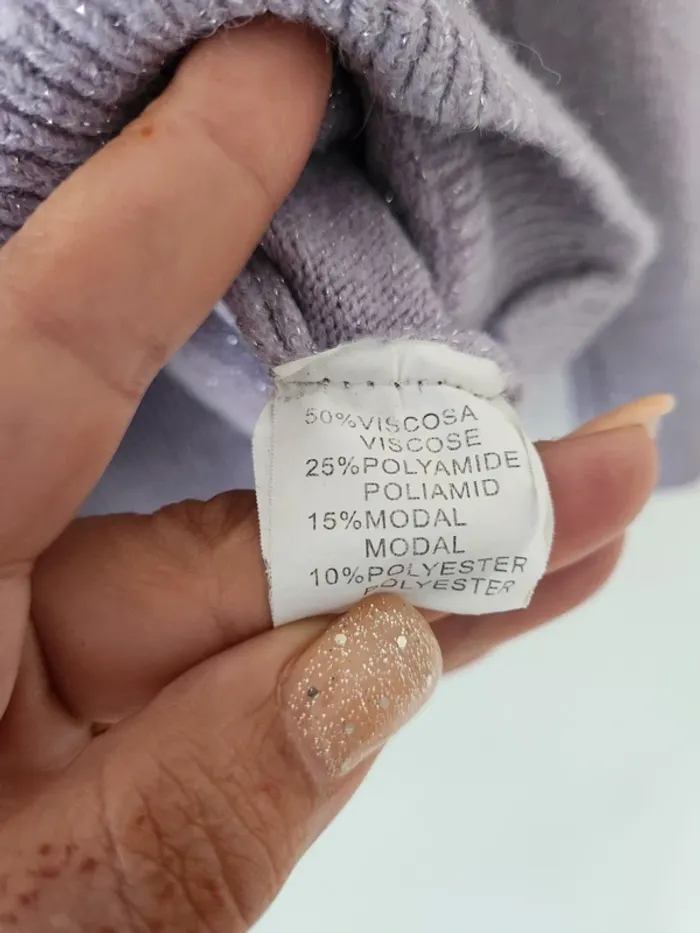 50%VISCOSA
VISCOSE
25%POLYAMIDE
POLIAMID
15%MODAL
MODAL
10%POLYESTER
POLYESTER